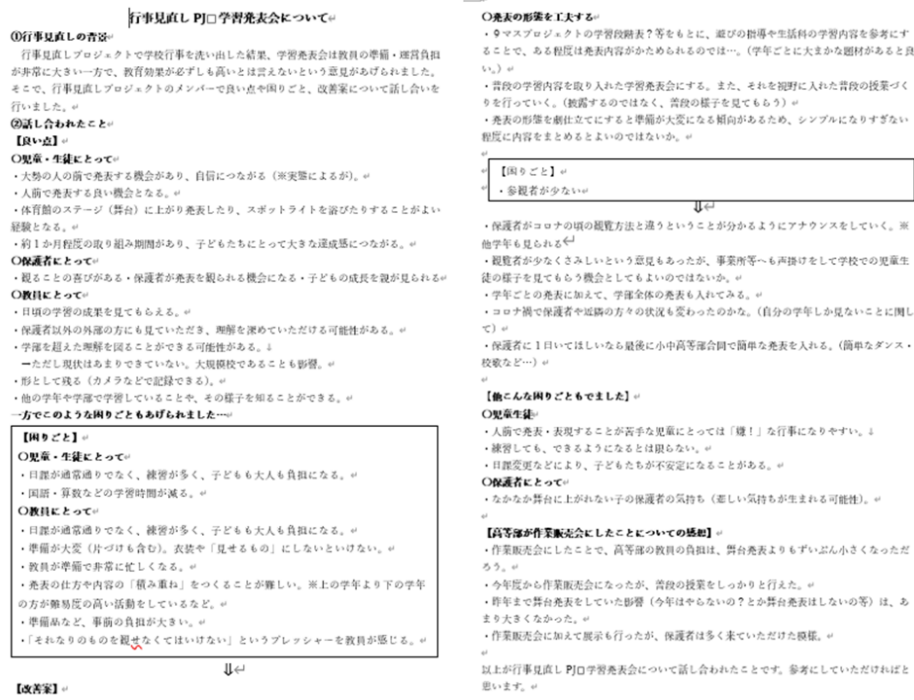 行事見直し PJ□学習発表会について
①行事見直しの背景
行事見直しプロジェクトで学校行事を洗い出した結果、学習発表会は教員の準備・運営負担
が非常に大きい一方で、教育効果が必ずしも高いとは言えないという意見があげられました。
そこで、行事見直しプロジェクトのメンバーで良い点や困りごと、改善案について話し合いを
行いました。
②話し合われたこと
【良い点】
〇児童・生徒にとって
・大勢の人の前で発表する機会があり、自信につながる（※実態によるが）。
・人前で発表する良い機会となる。
・体育館のステージ（舞台）に上がり発表したり、スポットライトを浴びたりすることがよい
経験となる。
・約１か月程度の取り組み期間があり、子どもたちにとって大きな達成感につながる。
〇保護者にとって
・観ることの喜びがある・保護者が発表を観られる機会になる・子どもの成長を親が見られる
〇教員にとって
・日頃の学習の成果を見てもらえる。
・保護者以外の外部の方にも見ていただき、理解を深めていただける可能性がある。
・学部を超えた理解を図ることができる可能性がある。
ーただし現状はあまりできていない。大規模校であることも影響。
・形として残る（カメラなどで記録できる）。
・他の学年や学部で学習していることや、その様子を知ることができる。
一方でこのような困りごともあげられました…
【困りごと】
〇児童・生徒にとって
・日課が通常通りでなく、練習が多く、子どもも大人も負担になる。
・国語・算数などの学習時間が減る。
〇教員にとって
・日課が通常通りでなく、練習が多く、子どもも大人も負担になる。
・準備が大変（片づけも含む）。衣装や「見せるもの」にしないといけない。
・教員が準備で非常に忙しくなる。
・発表の仕方や内容の「積み重ね」をつくることが難しい。※上の学年より下の学年
の方が難易度の高い活動をしているなど。
・準備品など、事前の負担が大きい。
・「それなりのものを観せなくてはいけない」というプレッシャーを教員が感じる。
⇓
【改善案】
〇発表の形態を工夫する
・９マスプロジェクトの学習段階表？等をもとに、遊びの指導や生活科の学習内容を参考にす
ることで、ある程度は発表内容がかためられるのでは…。（学年ごとに大まかな題材があると良
い。）
・普段の学習内容を取り入れた学習発表会にする。また、それを視野に入れた普段の授業づく
りを行っていく。（披露するのではなく、普段の様子を見てもらう）
・発表の形態を劇仕立てにすると準備が大変になる傾向があるため、シンプルになりすぎない
程度に内容をまとめるとよいのではないか。
【困りごと】
・参観者が少ない
⇓
・保護者がコロナの頃の観覧方法と違うということが分かるようにアナウンスをしていく。※
他学年も見られる
・観覧者が少なくさみしいという意見もあったが、事業所等へも声掛けをして学校での児童生
徒の様子を見てもらう機会としてもよいのではないか。
・学年ごとの発表に加えて、学部全体の発表も入れてみる。
・コロナ禍で保護者や近隣の方々の状況も変わったのかな。（自分の学年しか見ないことに関し
て）
・保護者に１日いてほしいなら最後に小中高等部合同で簡単な発表を入れる。（簡単なダンス・
校歌など…）
【他こんな困りごともでました】
〇児童生徒
・人前で発表・表現することが苦手な児童にとっては「嫌！」な行事になりやすい。
・練習しても、できるようになるとは限らない。
・日課変更などにより、子どもたちが不安定になることがある。
〇保護者にとって
・なかなか舞台に上がれない子の保護者の気持ち（悲しい気持ちが生まれる可能性）。
【高等部が作業販売会にしたことについての感想】
・作業販売会にしたことで、高等部の教員の負担は、舞台発表よりもずいぶん小さくなっただ
ろう。
・今年度から作業販売会になったが、普段の授業をしっかりと行えた。
・昨年まで舞台発表をしていた影響（今年はやらないの？とか舞台発表はしないの等）は、あ
まり大きくなかった。
・作業販売会に加えて展示も行ったが、保護者は多く来ていただけた模様。
以上が行事見直し PJ□学習発表会について話し合われたことです。参考にしていただければと
思います。